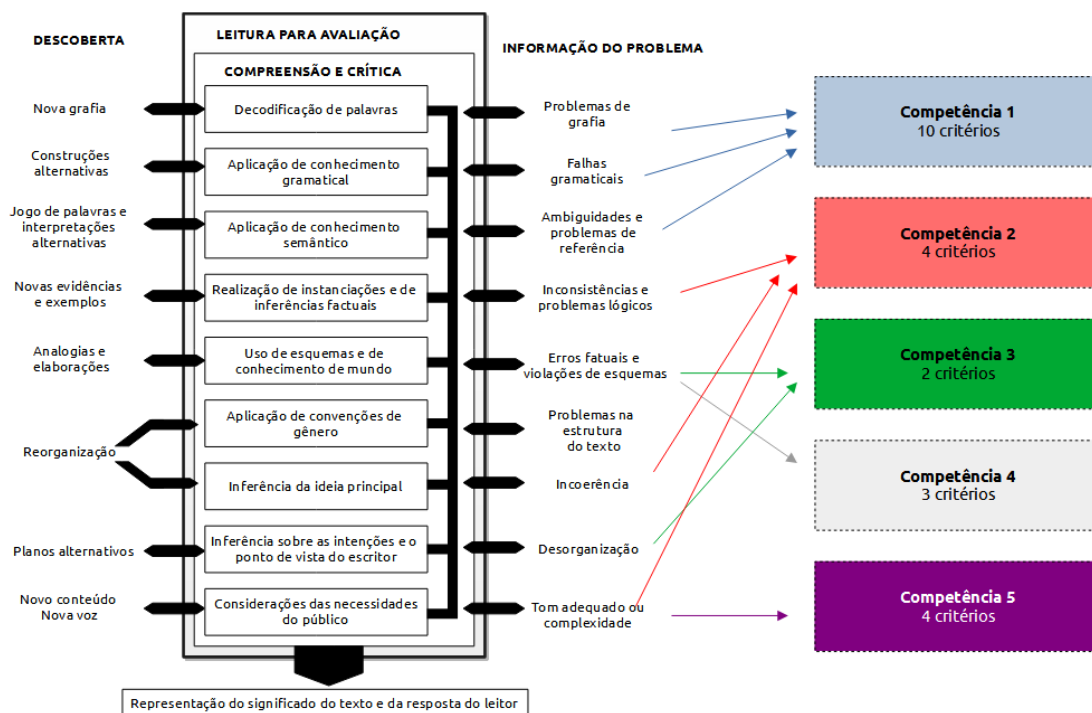 DESCOBERTA
Nova grafia
Construções
alternativas
Jogo de palavras e
interpretações
alternativas
Novas evidências
e exemplos
Analogias e
elaborações
Reorganização
Planos alternativos
Novo conteúdo
Nova voz
LEITURA PARA AVALIAÇÃO
COMPREENSÃO E CRÍTICA
Decodificação de palavras
Aplicação de conhecimento
gramatical
Aplicação de conhecimento
semântico
Realização de instanciações e de
inferências factuais
Uso de esquemas e de
conhecimento de mundo
Aplicação de convenções de
gênero
Inferência da ideia principal
Inferência sobre as intenções e o
ponto de vista do escritor
Considerações das necessidades
do público
Representação do significado do texto e da resposta do leitor
INFORMAÇÃO DO PROBLEMA
Problemas de
grafia
Falhas
gramaticais
Ambiguidades e
problemas de
referência
Inconsistências e
problemas lógicos
Erros fatuais e
violações de esquemas
Problemas na
estrutura
do texto
Incoerência
Desorganização
Tom adequado ou
complexidade
Competência 1
10 critérios
Competência 2
4 critérios
Competência 3
2 critérios
Competência 4
3 critérios
Competência 5
4 critérios